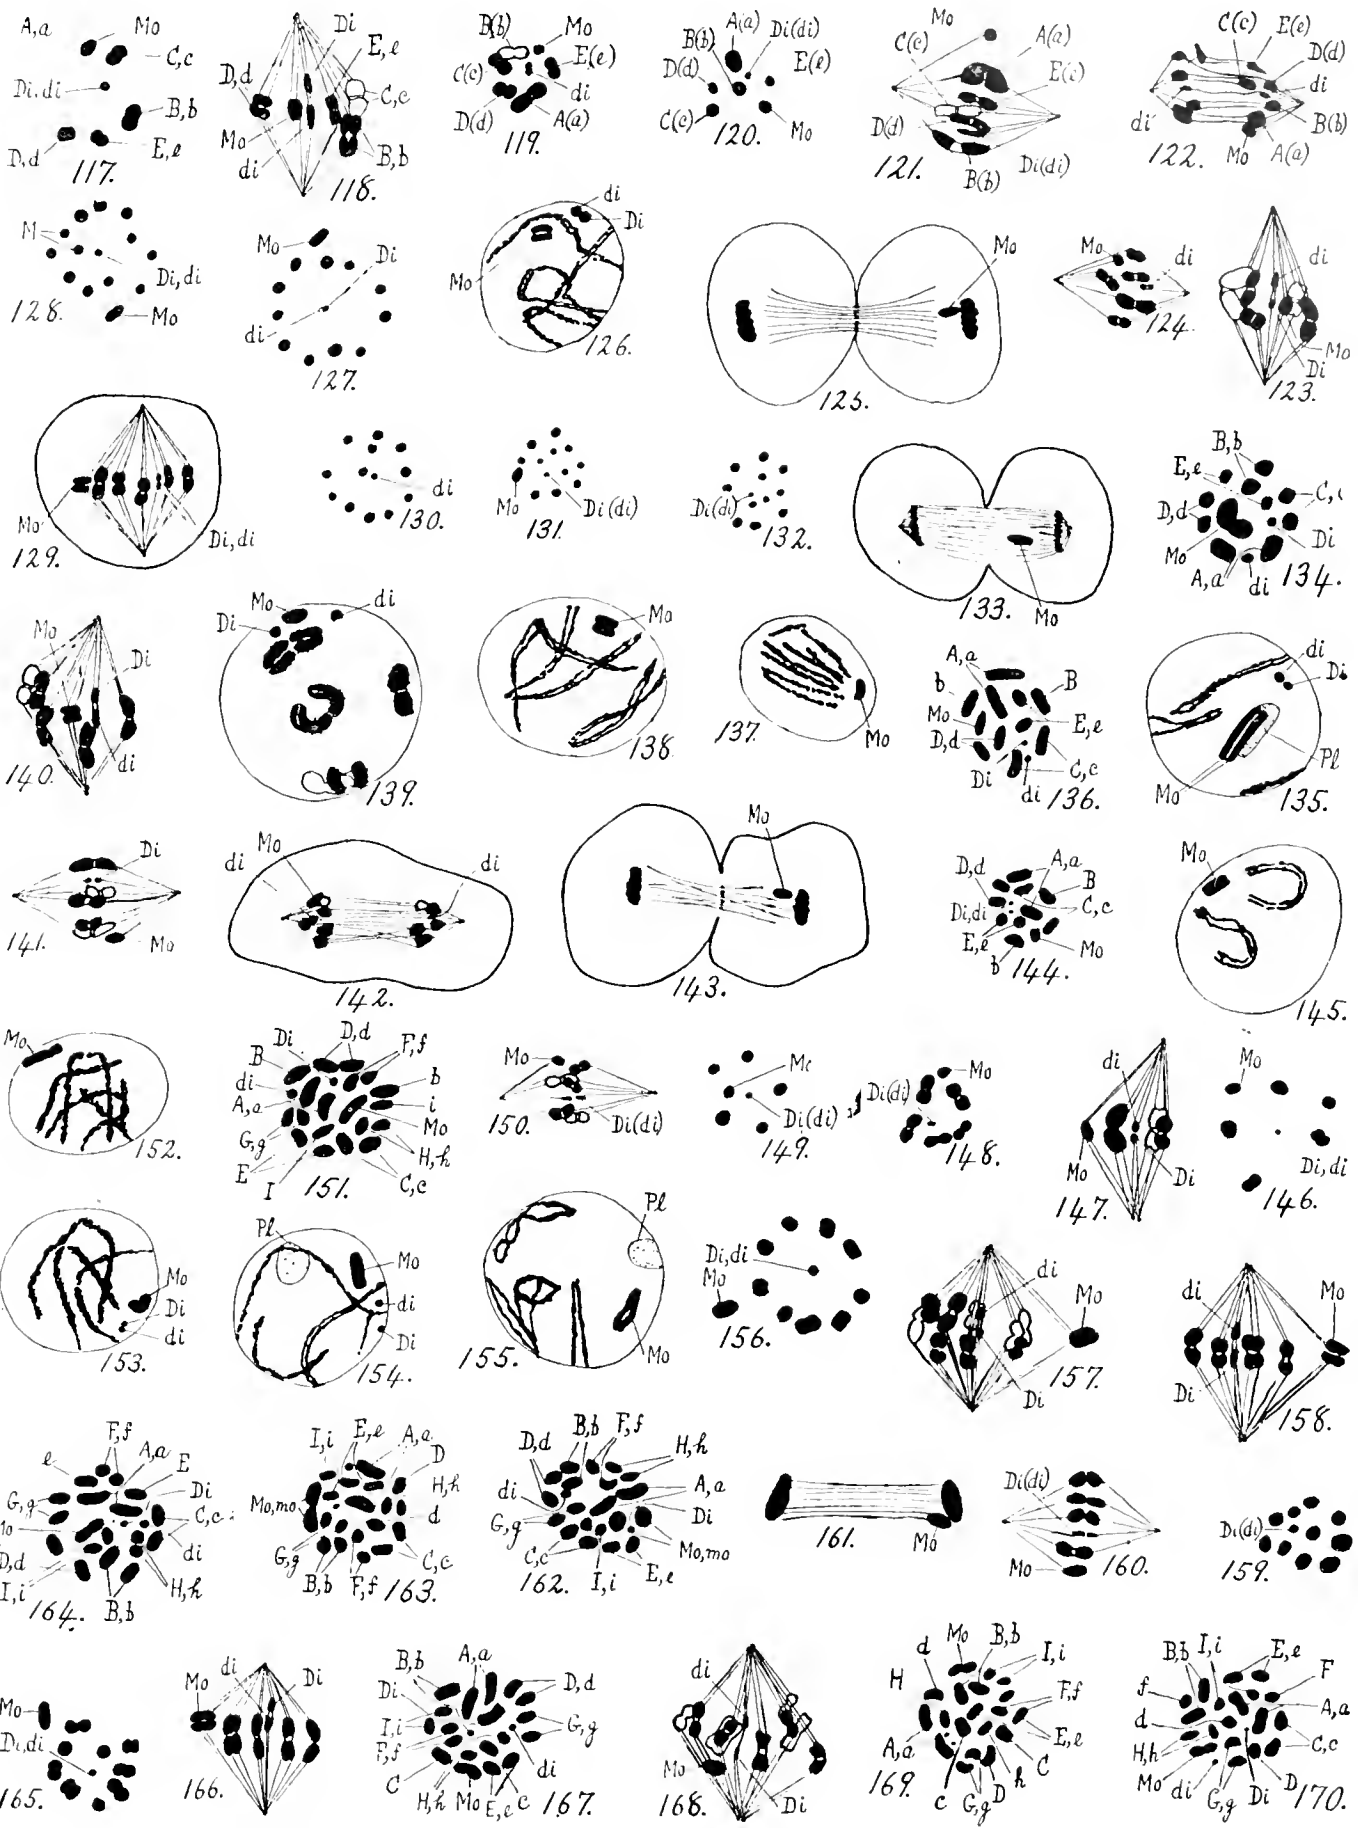 A,a Mo C,c Di,di B,b D,d E,e 117.
Di E,e D,d C,c Mo di B,b 118.
B(b) Mo C(c) E(e) di D(d) A(a) 119.
A(a) Di(di) B(b) E(e) D(d) C(c) Mo 120.
Mo C(c) A(a) E(e) D(d) Di(di) B(b) 121.
C(c) E(e) D(d) di di B(b) Mo A(a) 122.
M Di,di Mo 128.
Mo Di di 127.
di Di Mo 126.
Mo 125.
Mo di 124.
di Mo Di 123.
Mo Di,di 129.
di 130.
Mo Di(di) 131.
Di(di) 132.
Mo 133.
B,b E,e C, D,d Mo Di A,a di 134.
Mo Di di 140.
Mo di Di 139.
Mo 138.
137. Mo
A,a b B Mo E,e D,d Di C,c di 136.
di Di Pl Mo 135.
Di Mo 141.
Mo di di 142.
Mo 143.
D,d A,a B Di,di C,c E,e Mo b 144.
Mo 145.
Mo 152.
Di D,d F,f B b di i A,a Mo G,g H,h E I C,c 151.
Mo Di(di) 150.
Mo Di(di) 149.
Mo Di(di) 148.
di Mo Di 147.
Mo Di,di 146.
Mo Di di 153.
Pl Mo di Di 154.
Pl Mo 155.
Di,di Mo 156.
di Mo Di 157.
di Mo Di 158.
F,f A,a e E Di G,g C,c Mo di D,d I,i H,h B,b 164.
E,e A,a I,i D H,h Mo,mo d G,g C,c B,b F,f 163.
B,b F,f D,d H,h di A,a Di G,g Mo,mo C,c E,e I,i 162.
161. Mo
Di(di) Mo 160.
Di(di) 159.
Mo Di,di 165.
di Di Mo 166.
A,a B,b D,d Di I,i G,g F,f C di H,h Mo E,e c 167.
di Mo Di 168.
Mo B,b d I,i H F,f E,e A,a C h D c G,g 169.
I,i B,b E,e F f A,a d H,h C,c Mo di G,g Di D 170.